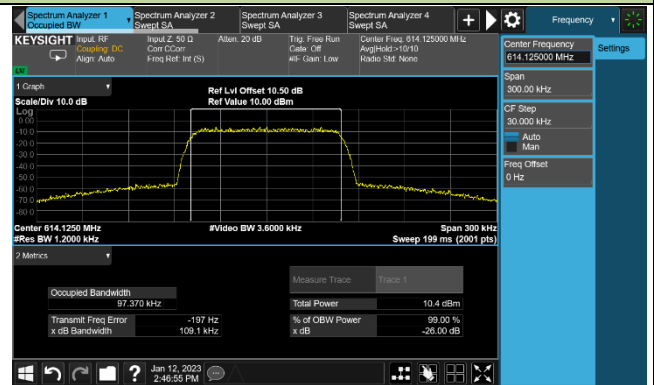 Spectrum Analyzer 1
Occupied BW
Spectrum Analyzer 2
Swept SA
Spectrum Analyzer 3
Swept SA
Spectrum Analyzer 4
Swept SA
Frequency
KEYSIGHT
Input: RF
Coupling: DC
Align: Auto
Input Z: 50 Ω
Corr CCorr
Freq Ref: Int (S)
Atten: 20 dB
Trig: Free Run
Gate: Off
#IF Gain: Low
Center Freq: 614.125000 MHz
Avg|Hold:>10/10
Radio Std: None
Center Frequency
614.125000 MHz
Settings
Span
300.00 kHz
CF Step
30.000 kHz
Auto
Man
Freq Offset
0 Hz
1 Graph
Scale/Div 10.0 dB
Ref Lvl Offset 10.50 dB
Ref Value 10.00 dBm
Log
0.00
-10.0
-20.0
-30.0
-40.0
-50.0
-60.0
-70.0
-80.0
Center 614.1250 MHz
#Video BW 3.6000 kHz
Span 300 kHz
#Res BW 1.2000 kHz
Sweep 199 ms (2001 pts)
2 Metrics
Measure Trace
Trace 1
Occupied Bandwidth
97.370 kHz
Total Power
10.4 dBm
Transmit Freq Error
-197 Hz
% of OBW Power
99.00 %
x dB Bandwidth
109.1 kHz
x dB
-26.00 dB
Jan 12, 2023
2:46:55 PM